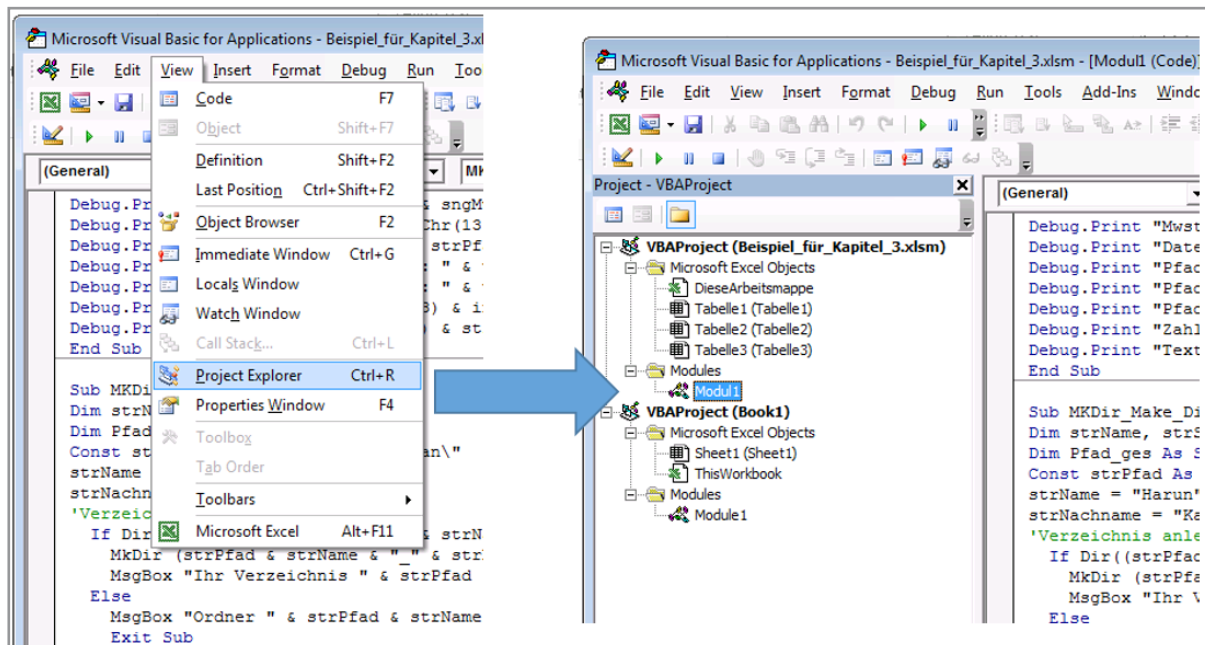 Microsoft Visual Basic for Applications - Beispiel_für_Kapitel_3.xl
File Edit View Insert Format Debug Run Too
Code F7
Object Shift+F7
Definition Shift+F2
Last Position Ctrl+Shift+F2
Object Browser F2
Immediate Window Ctrl+G
Locals Window
Watch Window
Call Stack... Ctrl+L
Project Explorer Ctrl+R
Properties Window F4
Toolbox
Tab Order
Toolbars
Microsoft Excel Alt+F11
(General)
Debug.Pr & sngM
Debug.Pr Chr(13
Debug.Pr strPf
Debug.Pr : " &
Debug.Pr : " &
Debug.Pr 3) & i
Debug.Pr ) & st
End Sub
Sub MKDi
Dim strN
Dim Pfad
Const st an\"
strName
strNachn
'Verzeic
If Dir & strN
MkDir (strPfad & strName & "_" & str
MsgBox "Ihr Verzeichnis " & strPfad
Else
MsgBox "Ordner " & strPfad & strName
Exit Sub
Microsoft Visual Basic for Applications - Beispiel_für_Kapitel_3.xlsm - [Modul1 (Code)]
File Edit View Insert Format Debug Run Tools Add-Ins Windo
Project - VBAProject
VBAProject (Beispiel_für_Kapitel_3.xlsm)
Microsoft Excel Objects
DieseArbeitsmappe
Tabelle1 (Tabelle1)
Tabelle2 (Tabelle2)
Tabelle3 (Tabelle3)
Modules
Modul1
VBAProject (Book1)
Microsoft Excel Objects
Sheet1 (Sheet1)
ThisWorkbook
Modules
Module1
(General)
Debug.Print "Mwst
Debug.Print "Date
Debug.Print "Pfad
Debug.Print "Pfad
Debug.Print "Pfad
Debug.Print "Zahl
Debug.Print "Text
End Sub
Sub MKDir_Make_Di
Dim strName, strS
Dim Pfad_ges As S
Const strPfad As
strName = "Harun"
strNachname = "Ka
'Verzeichnis anle
If Dir((strPfad
MkDir (strPfa
MsgBox "Ihr V
Else